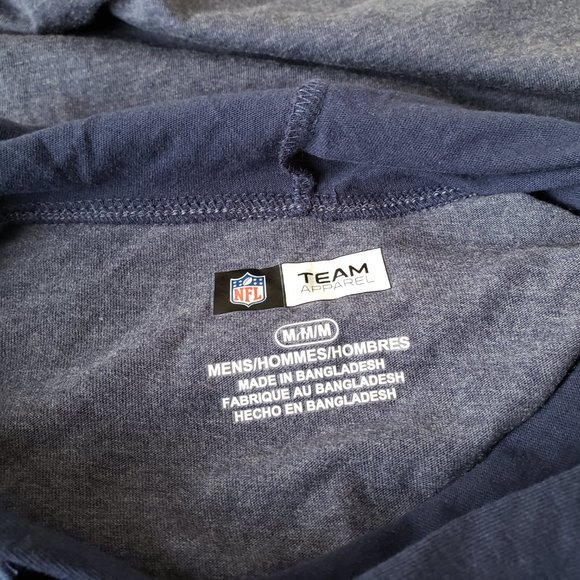 NFL
TEAM
APPAREL
M/M/M
MENS/HOMMES/HOMBRES
MADE IN BANGLADESH
FABRIQUE AU BANGLADESH
HECHO EN BANGLADESH